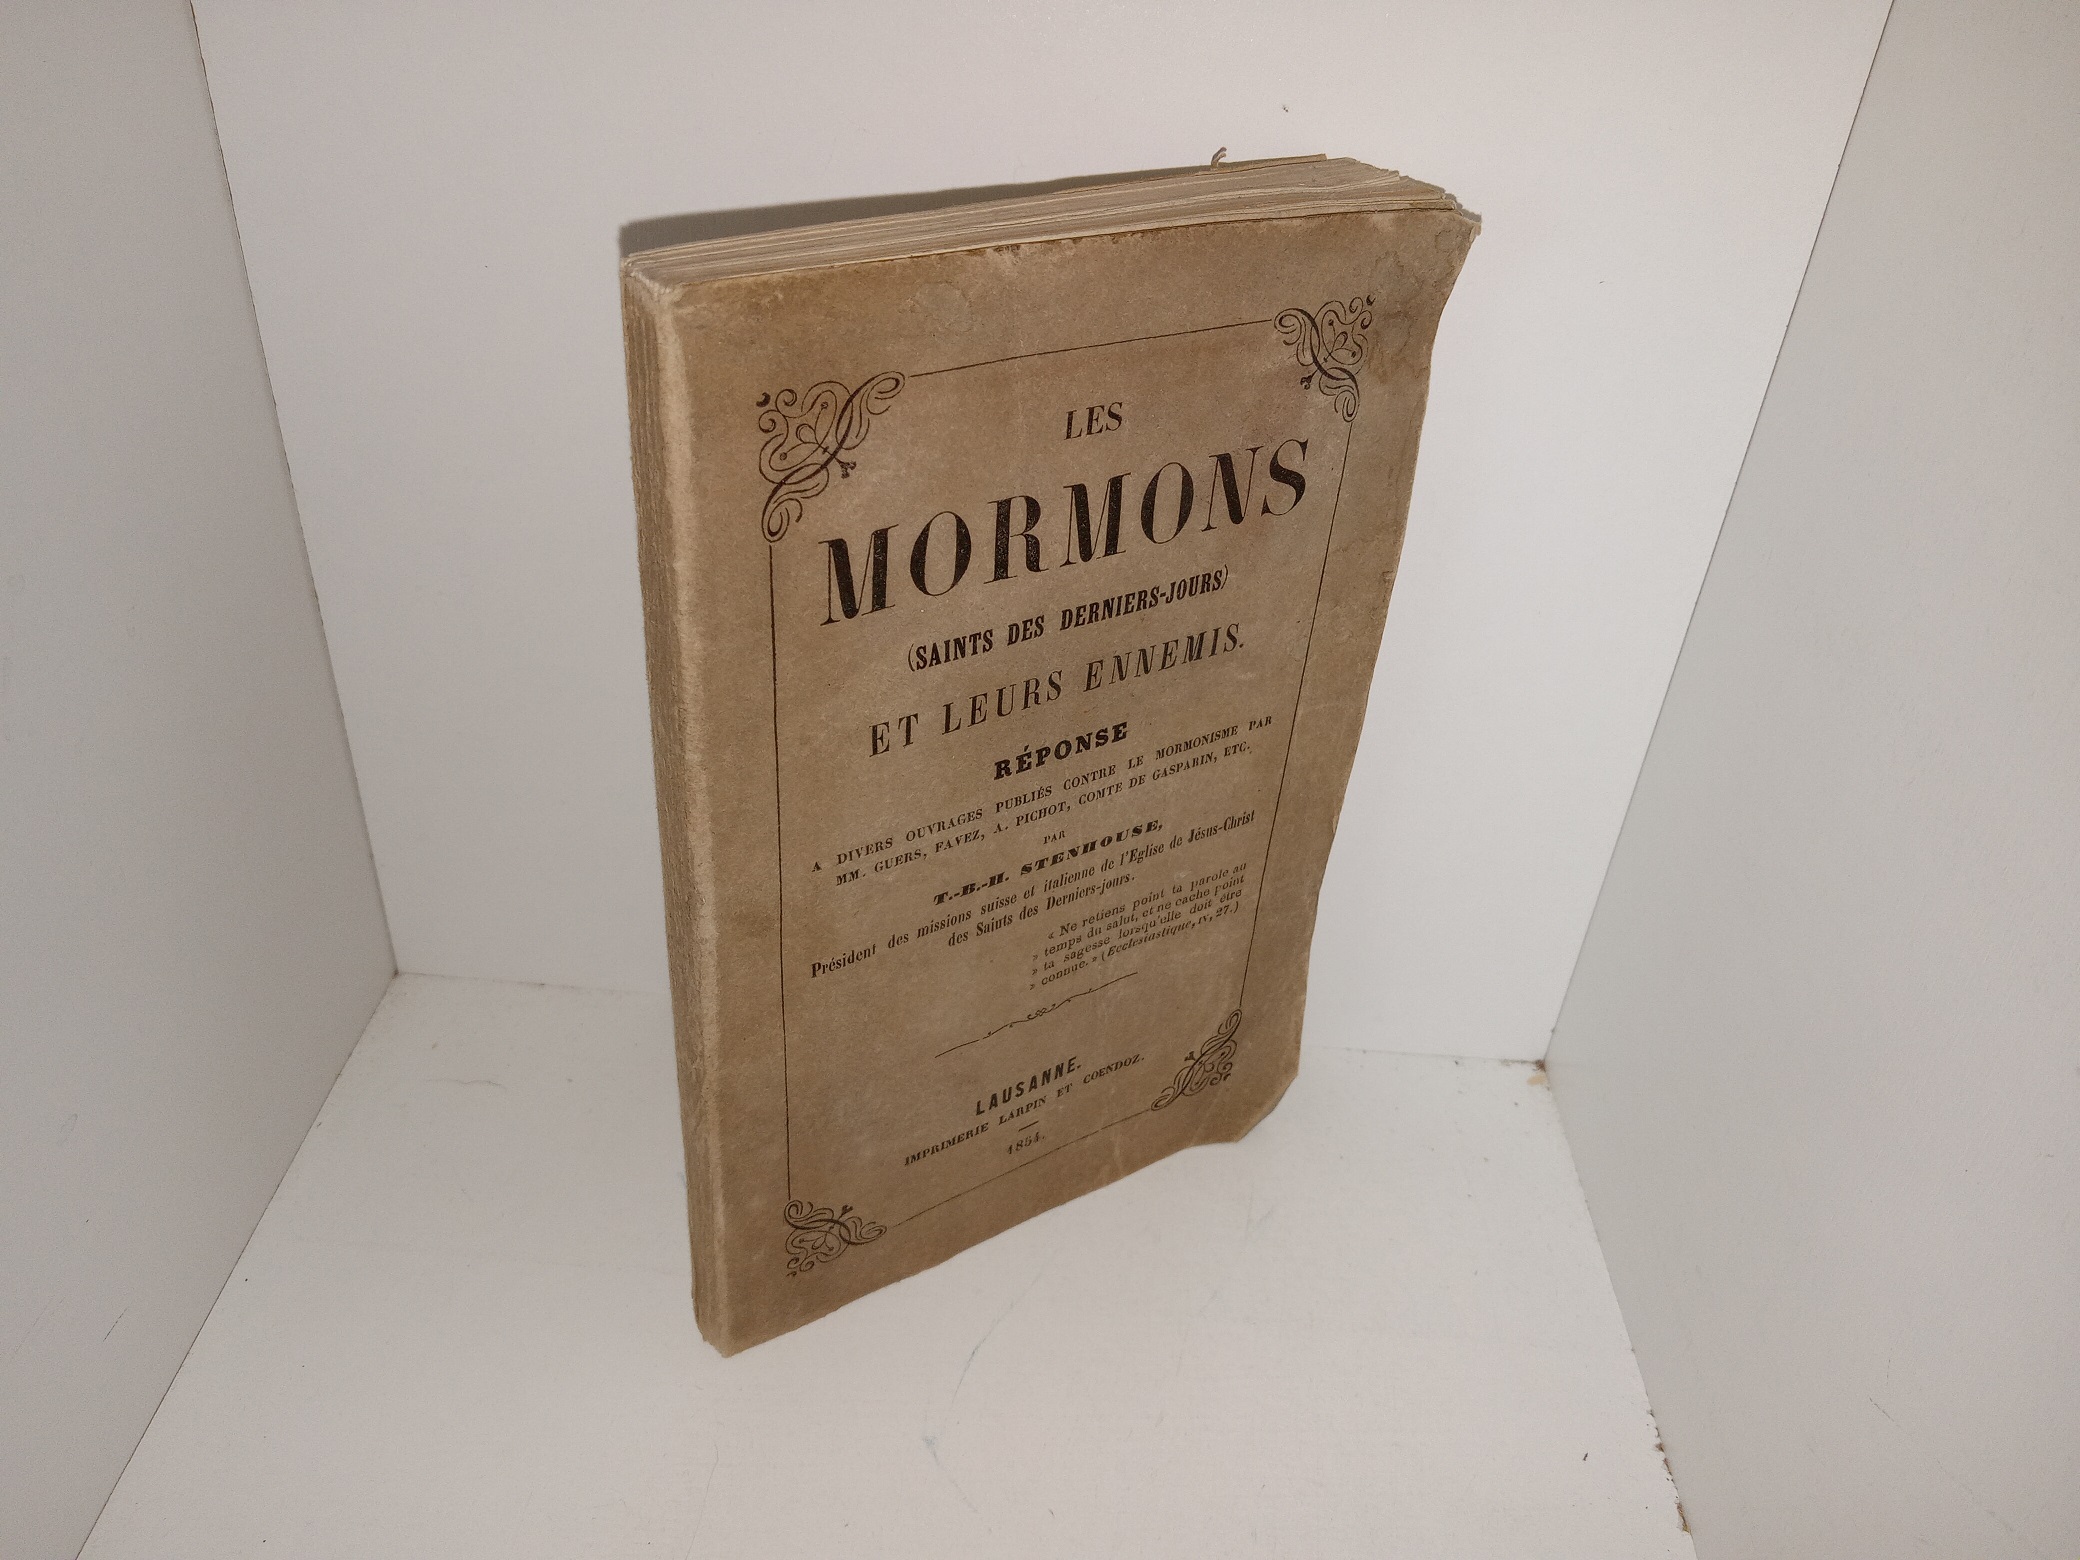 LES
MORMONS
(SAINTS DES DERNIERS-JOURS)
ET LEURS ENNEMIS.
RÉPONSE
A DIVERS OUVRAGES PUBLIÉS CONTRE LE MORMONISME PAR
MM. GUERS, FAVEZ, A. PICHOT, COMTE DE GASPARIN, ETC.
PAR
T.-B.-H. STENHOUSE,
Président des missions suisse et italienne de l'Eglise de Jésus-Christ
des Saints des Derniers-jours.
« Ne retiens point ta parole au
» temps du salut, et ne cache point
» ta sagesse lorsqu'elle doit être
» connue. » (Ecclesiastique, IV, 27.)
LAUSANNE.
IMPRIMERIE LARPIN ET COENDOZ.
1854.